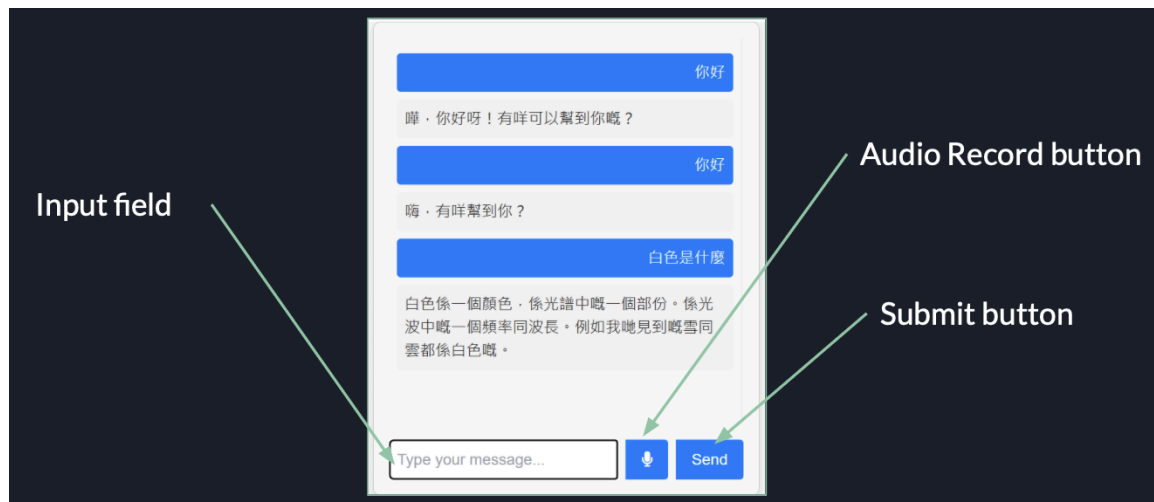 你好
嘩，你好呀！有咩可以幫到你嘅？
你好
嗨，有咩幫到你？
白色是什麼
白色係一個顏色，係光譜中嘅一個部份。係光
波中嘅一個頻率同波長。例如我哋見到嘅雪同
雲都係白色嘅。
Type your message...
Send
Input field
Audio Record button
Submit button